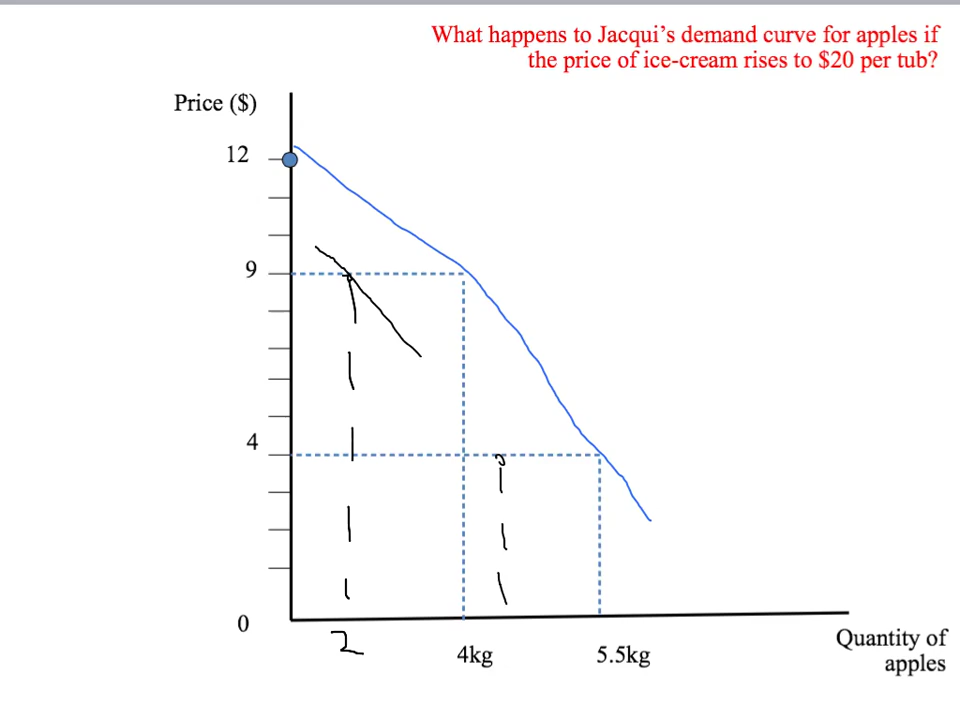 What happens to Jacqui's demand curve for apples if
the price of ice-cream rises to $20 per tub?
Price ($)
12
9
4
0
2
4kg
5.5kg
Quantity of
apples